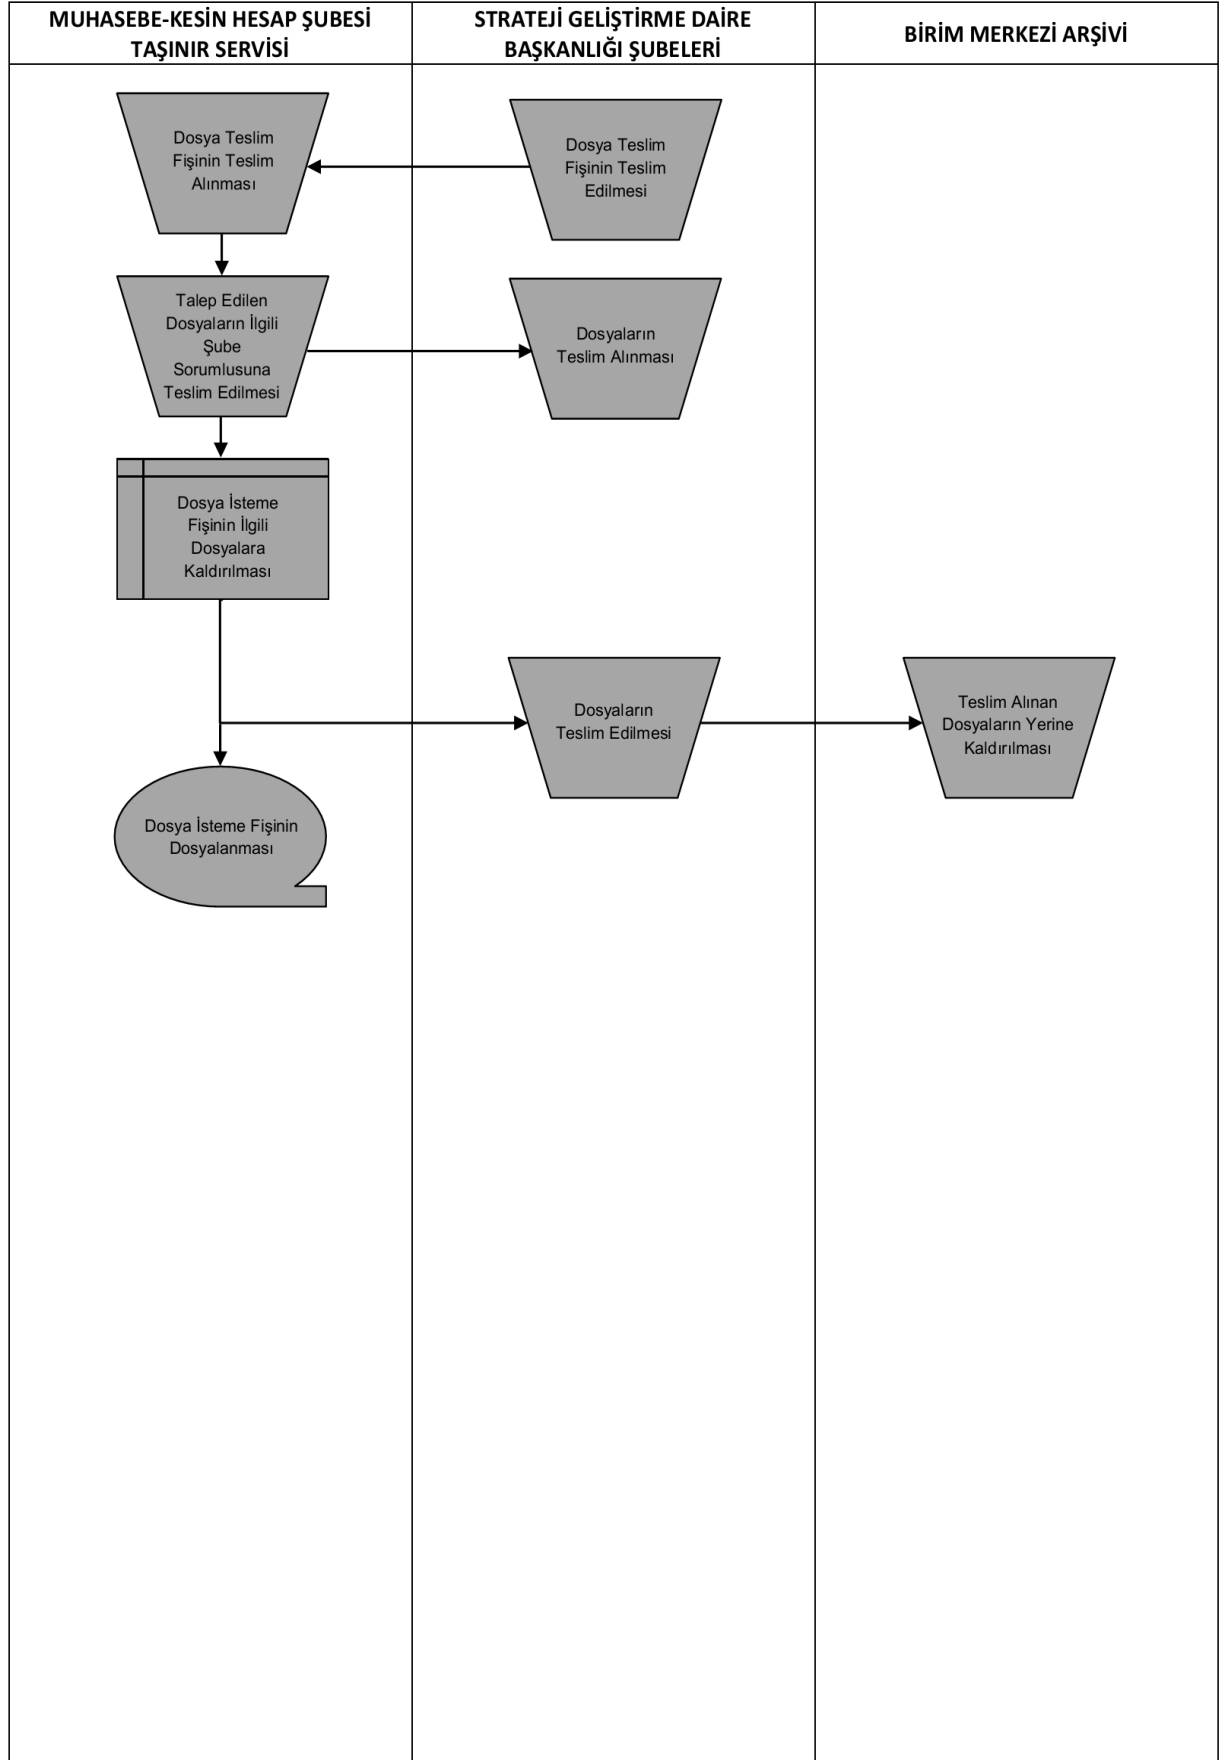 MUHASEBE-KESİN HESAP ŞUBESİ
TAŞINIR SERVİSİ
STRATEJİ GELİŞTİRME DAİRE
BAŞKANLIĞI ŞUBELERİ
BİRİM MERKEZİ ARŞİVİ
Dosya Teslim
Fişinin Teslim
Alınması
Dosya Teslim
Fişinin Teslim
Edilmesi
Talep Edilen
Dosyaların İlgili
Şube
Sorumlusuna
Teslim Edilmesi
Dosyaların
Teslim Alınması
Dosya İsteme
Fişinin İlgili
Dosyalara
Kaldırılması
Dosyaların
Teslim Edilmesi
Teslim Alınan
Dosyaların Yerine
Kaldırılması
Dosya İsteme Fişinin
Dosyalanması